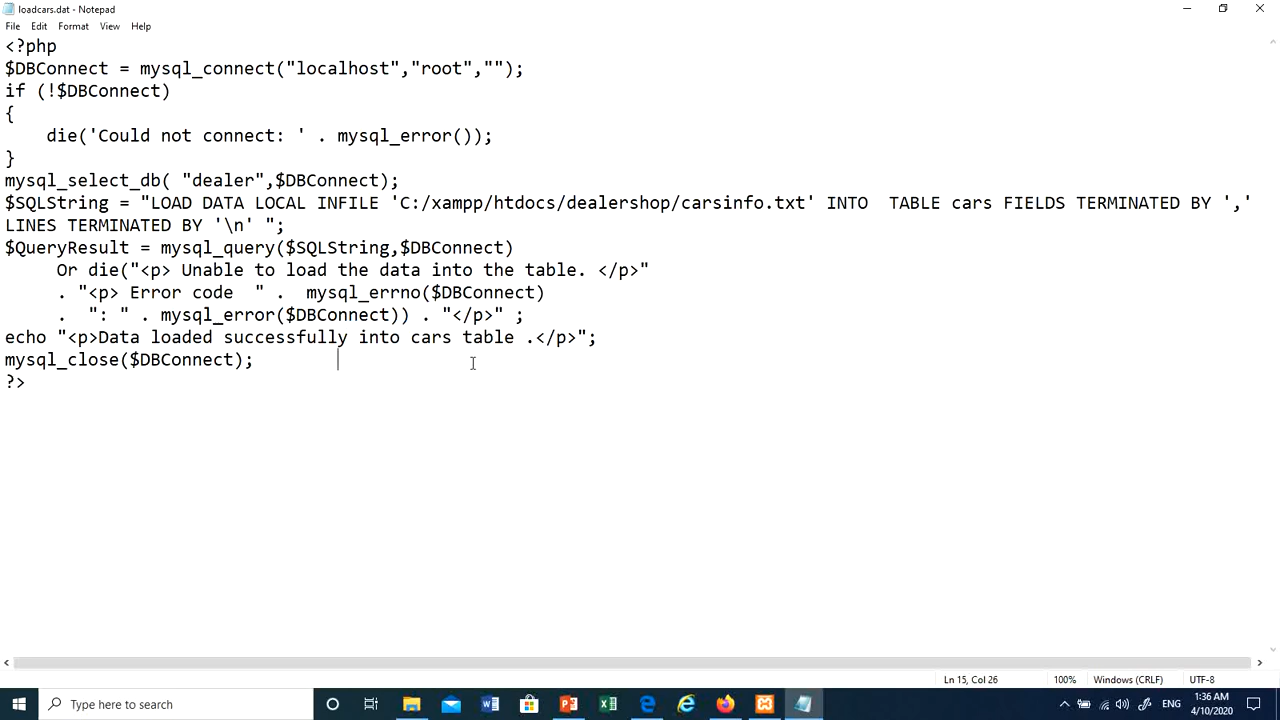 loadcars.dat - Notepad
File Edit Format View Help
<?php
$DBConnect = mysql_connect("localhost","root","");
if (!$DBConnect)
{
    die('Could not connect: ' . mysql_error());
}
mysql_select_db( "dealer",$DBConnect);
$SQLString = "LOAD DATA LOCAL INFILE 'C:/xampp/htdocs/dealershop/carsinfo.txt' INTO  TABLE cars FIELDS TERMINATED BY ','
LINES TERMINATED BY '\n' ";
$QueryResult = mysql_query($SQLString,$DBConnect)
     Or die("<p> Unable to load the data into the table. </p>"
     . "<p> Error code  " .  mysql_errno($DBConnect)
     . ": " . mysql_error($DBConnect)) . "</p>" ;
echo "<p>Data loaded successfully into cars table .</p>";
mysql_close($DBConnect);
?>
Ln 15, Col 26 100% Windows (CRLF) UTF-8
Type here to search
ENG
1:36 AM
4/10/2020